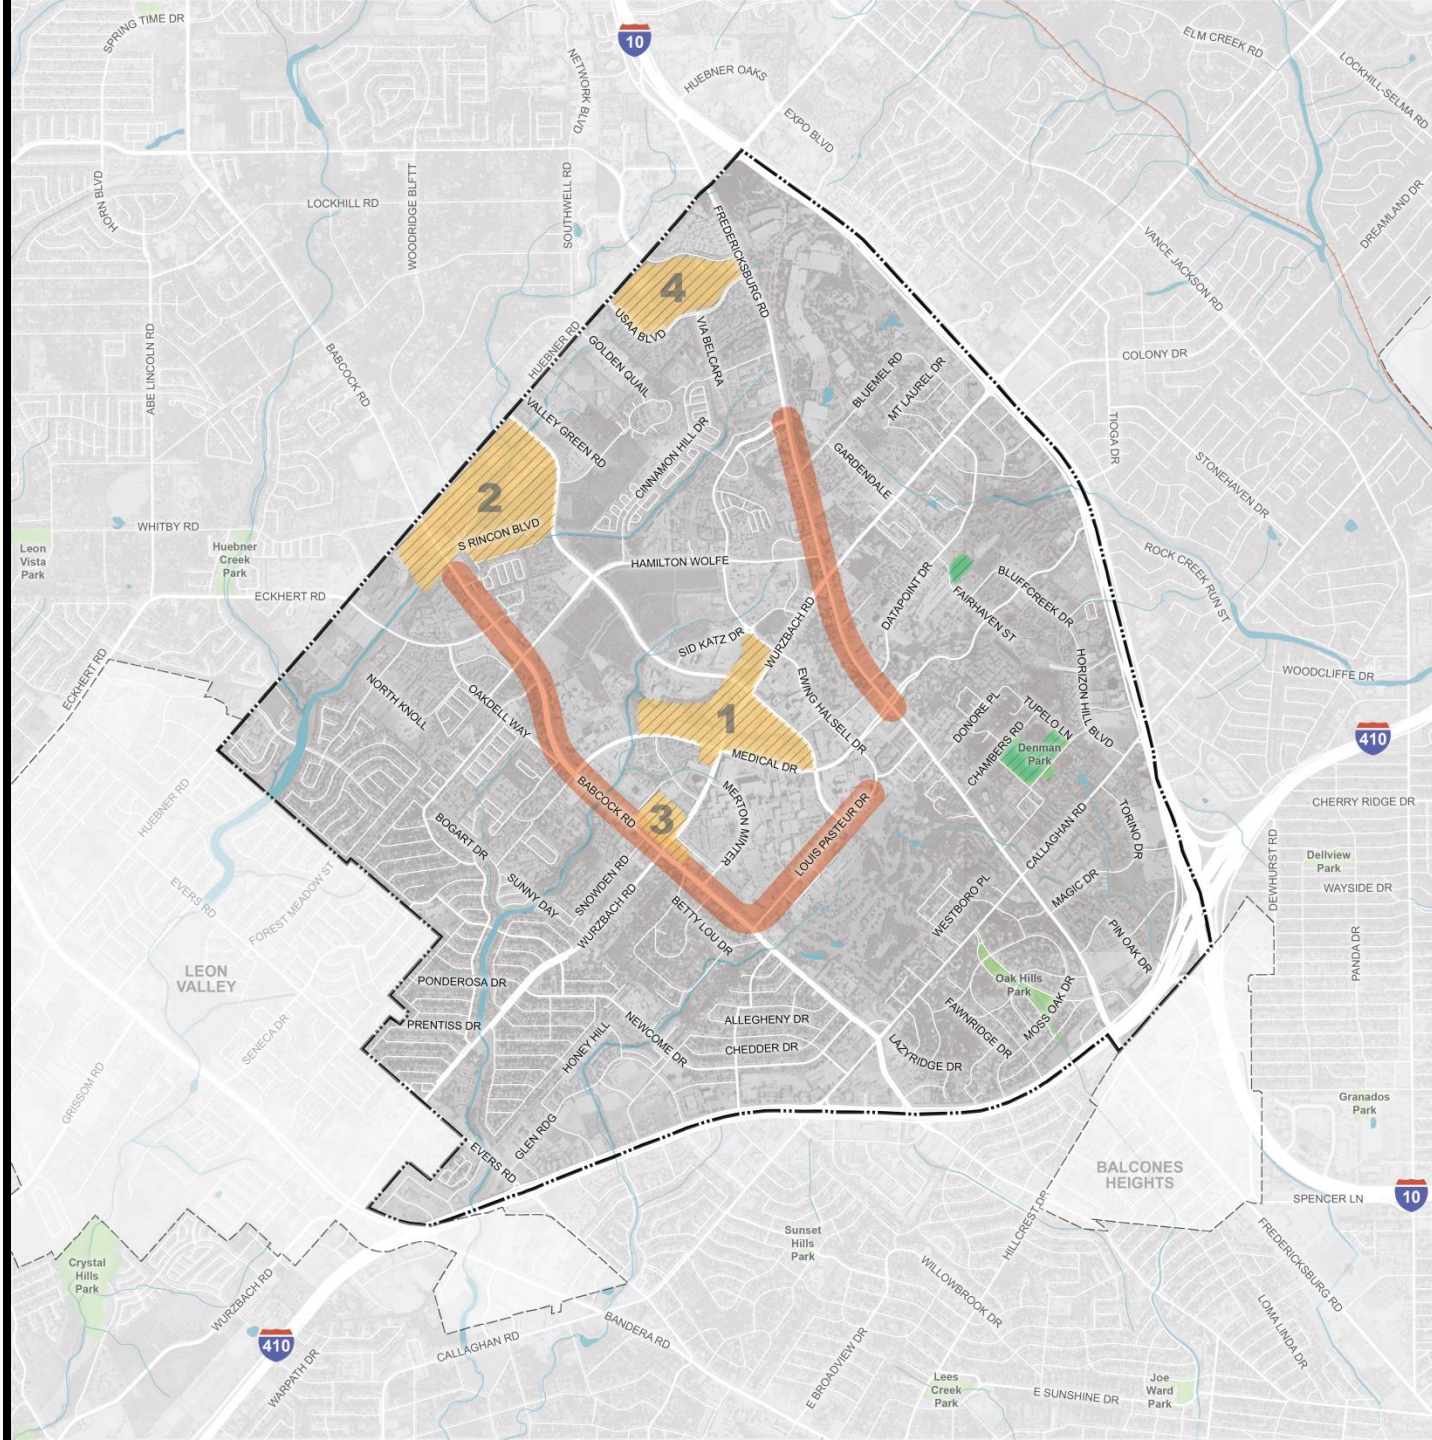 SPRING TIME DR
10
HUEBNER OAKS
NETWORK BLVD
EXPO BLVD
ELM CREEK RD
LOCKHILL-SELMA RD
HORN BLVD
LOCKHILL RD
WOODRIDGE BLFTT
SOUTHWELL RD
FREDERICKSBURG RD
VANCE JACKSON RD
DREAMLAND DR
4
USAA BLVD
VIA BELCARA
HUEBNER RD
GOLDEN QUAIL
ABE LINCOLN RD
BABCOCK RD
BLUEMEL RD
MT LAUREL DR
COLONY DR
TIOGA DR
VALLEY GREEN RD
CINNAMON HILL DR
GARDENDALE
STONEHAVEN DR
2
S RINCON BLVD
WHITBY RD
Leon
Vista
Park
Huebner
Creek
Park
ECKHERT RD
HAMILTON WOLFE
DATAPOINT DR
BLUFFCREEK DR
FAIRHAVEN ST
ROCK CREEK RUN ST
WOODCLIFFE DR
ECKHERT RD
SID KATZ DR
WURZBACH RD
EWING HALSELL DR
HORIZON HILL BLVD
NORTH KNOLL
OAKDELL WAY
1
MEDICAL DR
DONORE PL
CHAMBERS RD
TUPELO LN
Denman
Park
410
HUEBNER RD
BABCOCK RD
3
MERTON MINTER
LOUIS PASTEUR DR
CALLAGHAN RD
TORINO DR
CHERRY RIDGE DR
DEWHURST RD
Dellview
Park
WAYSIDE DR
BOGART DR
SUNNY DAY
SNOWDEN RD
WURZBACH RD
BETTY LOU DR
WESTBORO PL
MAGIC DR
PIN OAK DR
PANDA DR
EVERS RD
FOREST MEADOW ST
LEON
VALLEY
PONDEROSA DR
PRENTISS DR
SENECA DR
GRISSOM RD
HONEY HILL
NEWCOME DR
ALLEGHENY DR
CHEDDER DR
LAZYRIDGE DR
FAWNRIDGE DR
MOSS OAK DR
Oak Hills
Park
Granados
Park
GLEN RDG
EVERS RD
BALCONES
HEIGHTS
SPENCER LN
10
Crystal
Hills
Park
WURZBACH RD
410
WARPATH DR
CALLAGHAN RD
BANDERA RD
Sunset
Hills
Park
HILLCREST DR
WILLOWBROOK DR
E BROADVIEW DR
FREDERICKSBURG RD
LOMA LINDA DR
Lees
Creek
Park
E SUNSHINE DR
Joe
Ward
Park